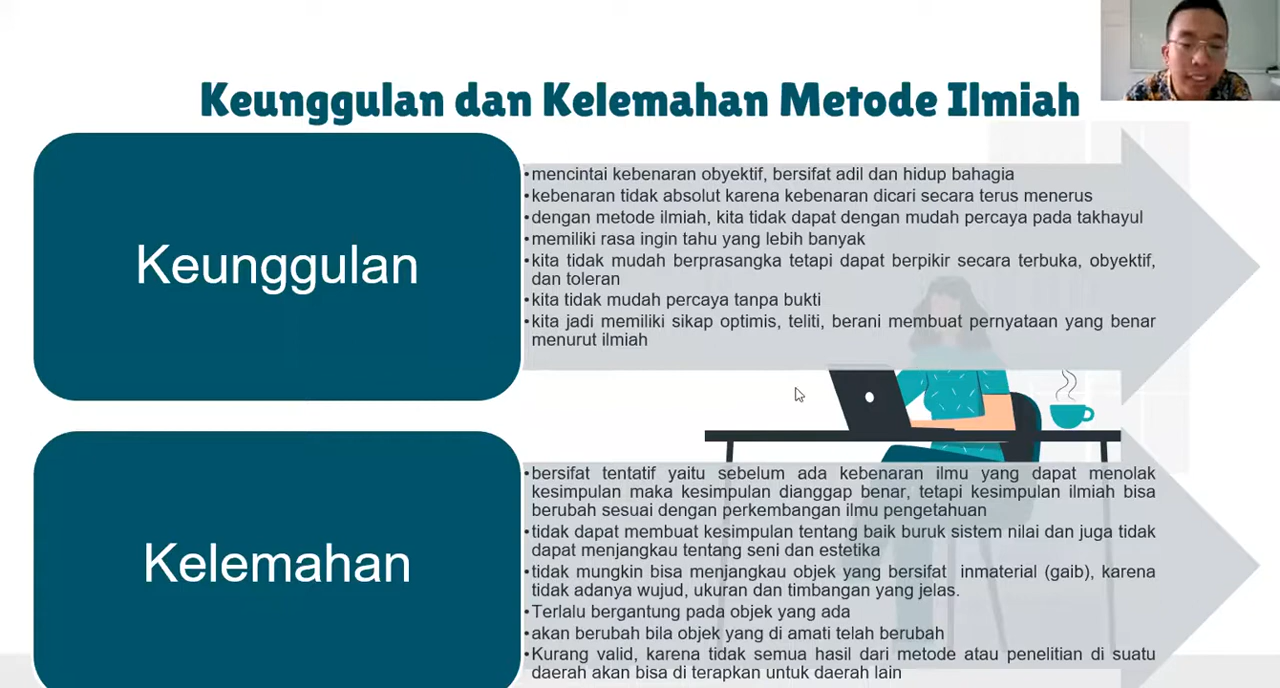 Keunggulan dan Kelemahan Metode Ilmiah
Keunggulan
•mencintai kebenaran obyektif, bersifat adil dan hidup bahagia
•kebenaran tidak absolut karena kebenaran dicari secara terus menerus
•dengan metode ilmiah, kita tidak dapat dengan mudah percaya pada takhayul
•memiliki rasa ingin tahu yang lebih banyak
•kita tidak mudah berprasangka tetapi dapat berpikir secara terbuka, obyektif,
dan toleran
•kita tidak mudah percaya tanpa bukti
•kita jadi memiliki sikap optimis, teliti, berani membuat pernyataan yang benar
menurut ilmiah
Kelemahan
•bersifat tentatif yaitu sebelum ada kebenaran ilmu yang dapat menolak
kesimpulan maka kesimpulan dianggap benar, tetapi kesimpulan ilmiah bisa
berubah sesuai dengan perkembangan ilmu pengetahuan
•tidak dapat membuat kesimpulan tentang baik buruk sistem nilai dan juga tidak
dapat menjangkau tentang seni dan estetika
•tidak mungkin bisa menjangkau objek yang bersifat inmaterial (gaib), karena
tidak adanya wujud, ukuran dan timbangan yang jelas.
•Terlalu bergantung pada objek yang ada
•akan berubah bila objek yang di amati telah berubah
•Kurang valid, karena tidak semua hasil dari metode atau penelitian di suatu
daerah akan bisa di terapkan untuk daerah lain